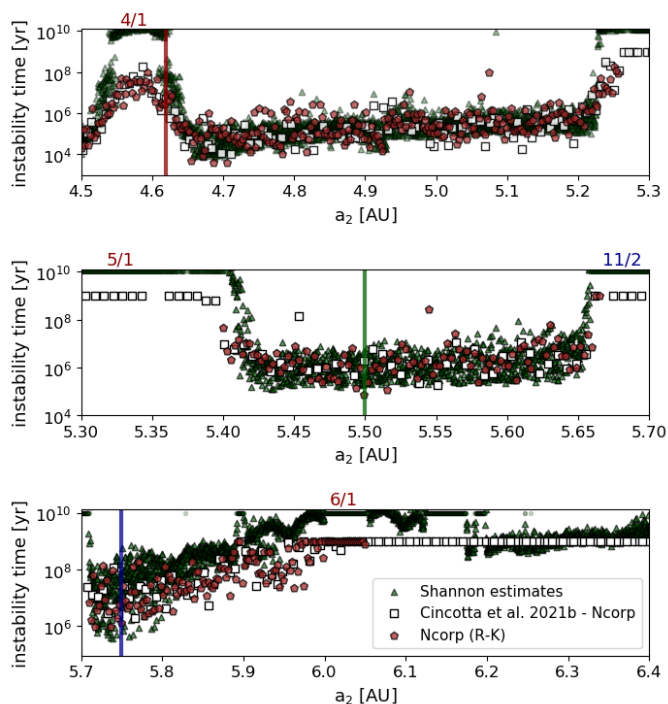 4/1
instability time [yr]
10^10
10^8
10^6
10^4
4.5 4.6 4.7 4.8 4.9 5.0 5.1 5.2 5.3
a₂ [AU]
5/1 11/2
instability time [yr]
10^10
10^8
10^6
10^4
5.30 5.35 5.40 5.45 5.50 5.55 5.60 5.65 5.70
a₂ [AU]
6/1
instability time [yr]
10^10
10^8
10^6
Shannon estimates
Cincotta et al. 2021b - Ncorp
Ncorp (R-K)
5.7 5.8 5.9 6.0 6.1 6.2 6.3 6.4
a₂ [AU]